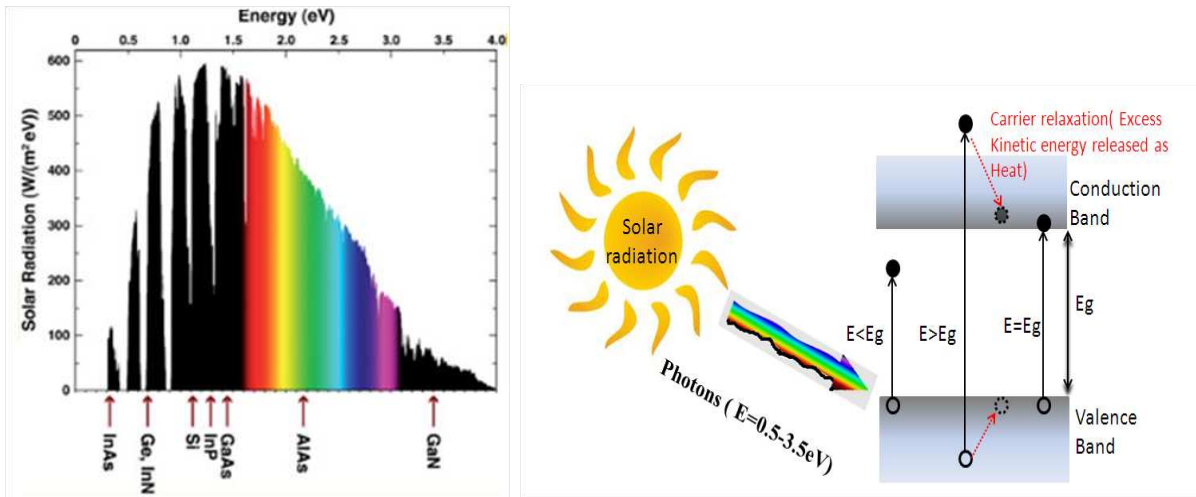 Energy (eV)
0 0.5 1.0 1.5 2.0 2.5 3.0 3.5 4.0
Solar Radiation (W/(m² eV))
600
500
400
300
200
100
0
InAs
Ge, InN
Si
InP
GaAs
AlAs
GaN
Solar
radiation
Photons ( E=0.5-3.5eV)
Carrier relaxation( Excess
Kinetic energy released as
Heat)
Conduction
Band
E<Eg
E>Eg
E=Eg
Eg
Valence
Band